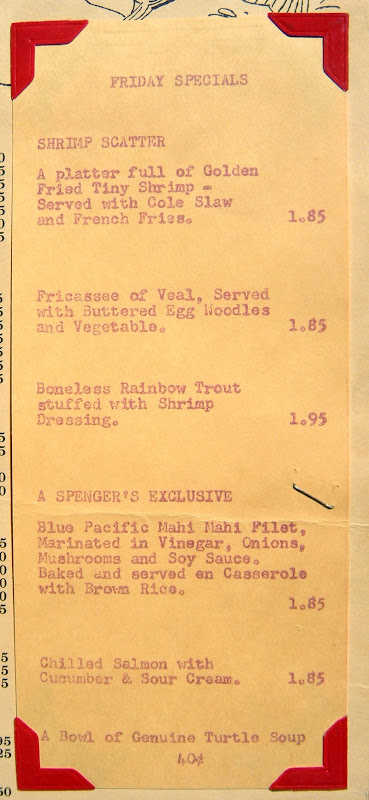 FRIDAY SPECIALS
SHRIMP SCATTER
A platter full of Golden
Fried Tiny Shrimp -
Served with Cole Slaw
and French Fries. 1.85
Fricassee of Veal, Served
with Buttered Egg Noodles
and Vegetable. 1.85
Boneless Rainbow Trout
stuffed with Shrimp
Dressing. 1.95
A SPENGER'S EXCLUSIVE
Blue Pacific Mahi Mahi Filet,
Marinated in Vinegar, Onions,
Mushrooms and Soy Sauce.
Baked and served en Casserole
with Brown Rice.
1.85
Chilled Salmon with
Cucumber & Sour Cream. 1.85
A Bowl of Genuine Turtle Soup
40¢